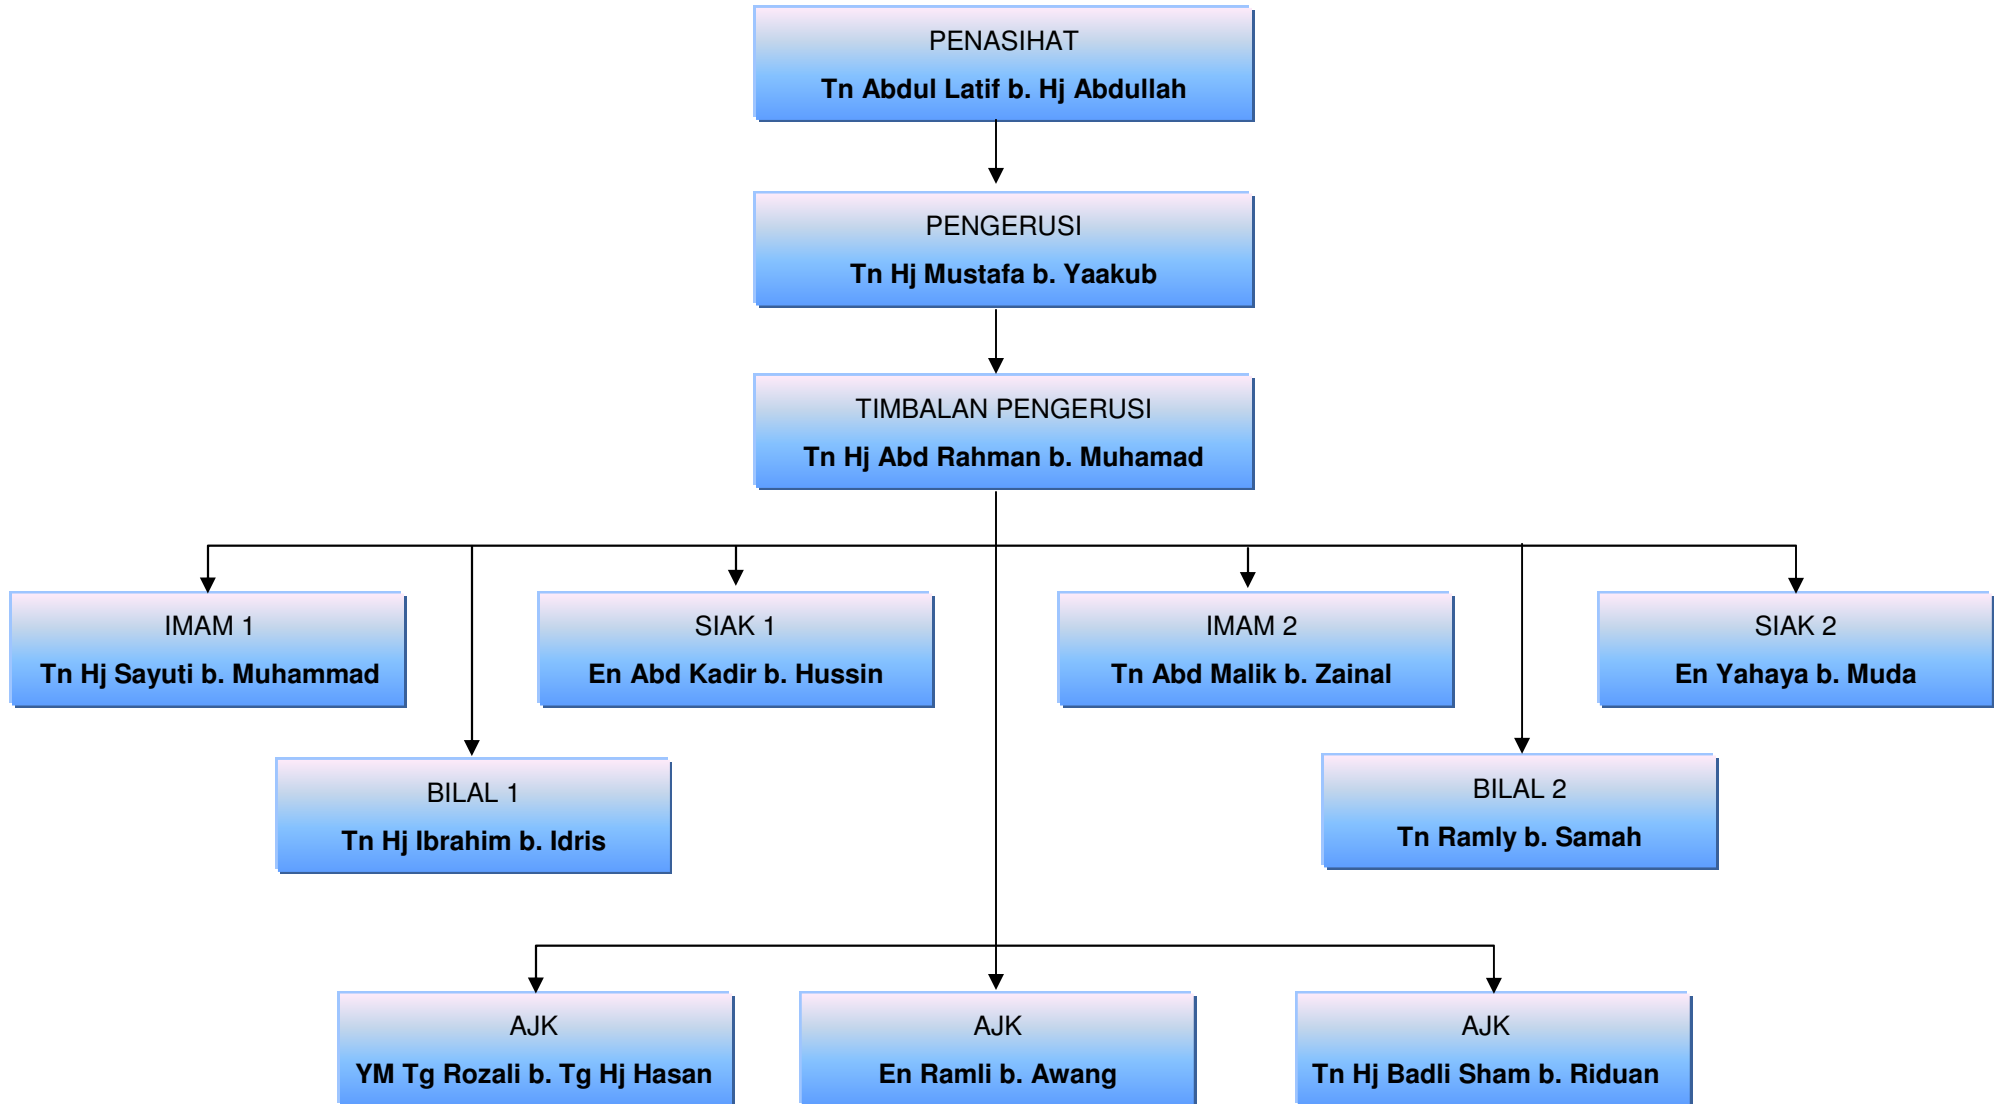 PENASIHAT
Tn Abdul Latif b. Hj Abdullah
PENGERUSI
Tn Hj Mustafa b. Yaakub
TIMBALAN PENGERUSI
Tn Hj Abd Rahman b. Muhamad
IMAM 1
Tn Hj Sayuti b. Muhammad
SIAK 1
En Abd Kadir b. Hussin
IMAM 2
Tn Abd Malik b. Zainal
SIAK 2
En Yahaya b. Muda
BILAL 1
Tn Hj Ibrahim b. Idris
BILAL 2
Tn Ramly b. Samah
AJK
YM Tg Rozali b. Tg Hj Hasan
AJK
En Ramli b. Awang
AJK
Tn Hj Badli Sham b. Riduan